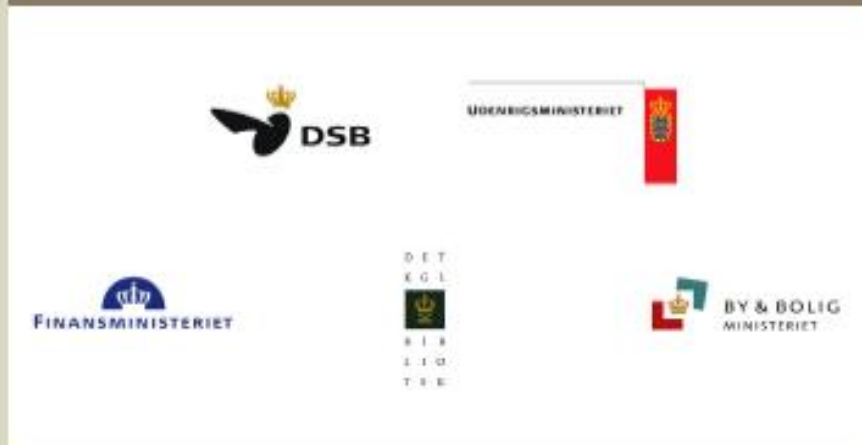 DSB
UDENRIGSMINISTERIET
FINANSMINISTERIET
DET
KGL
BIB
LIO
TEK
BY & BOLIG
MINISTERIET